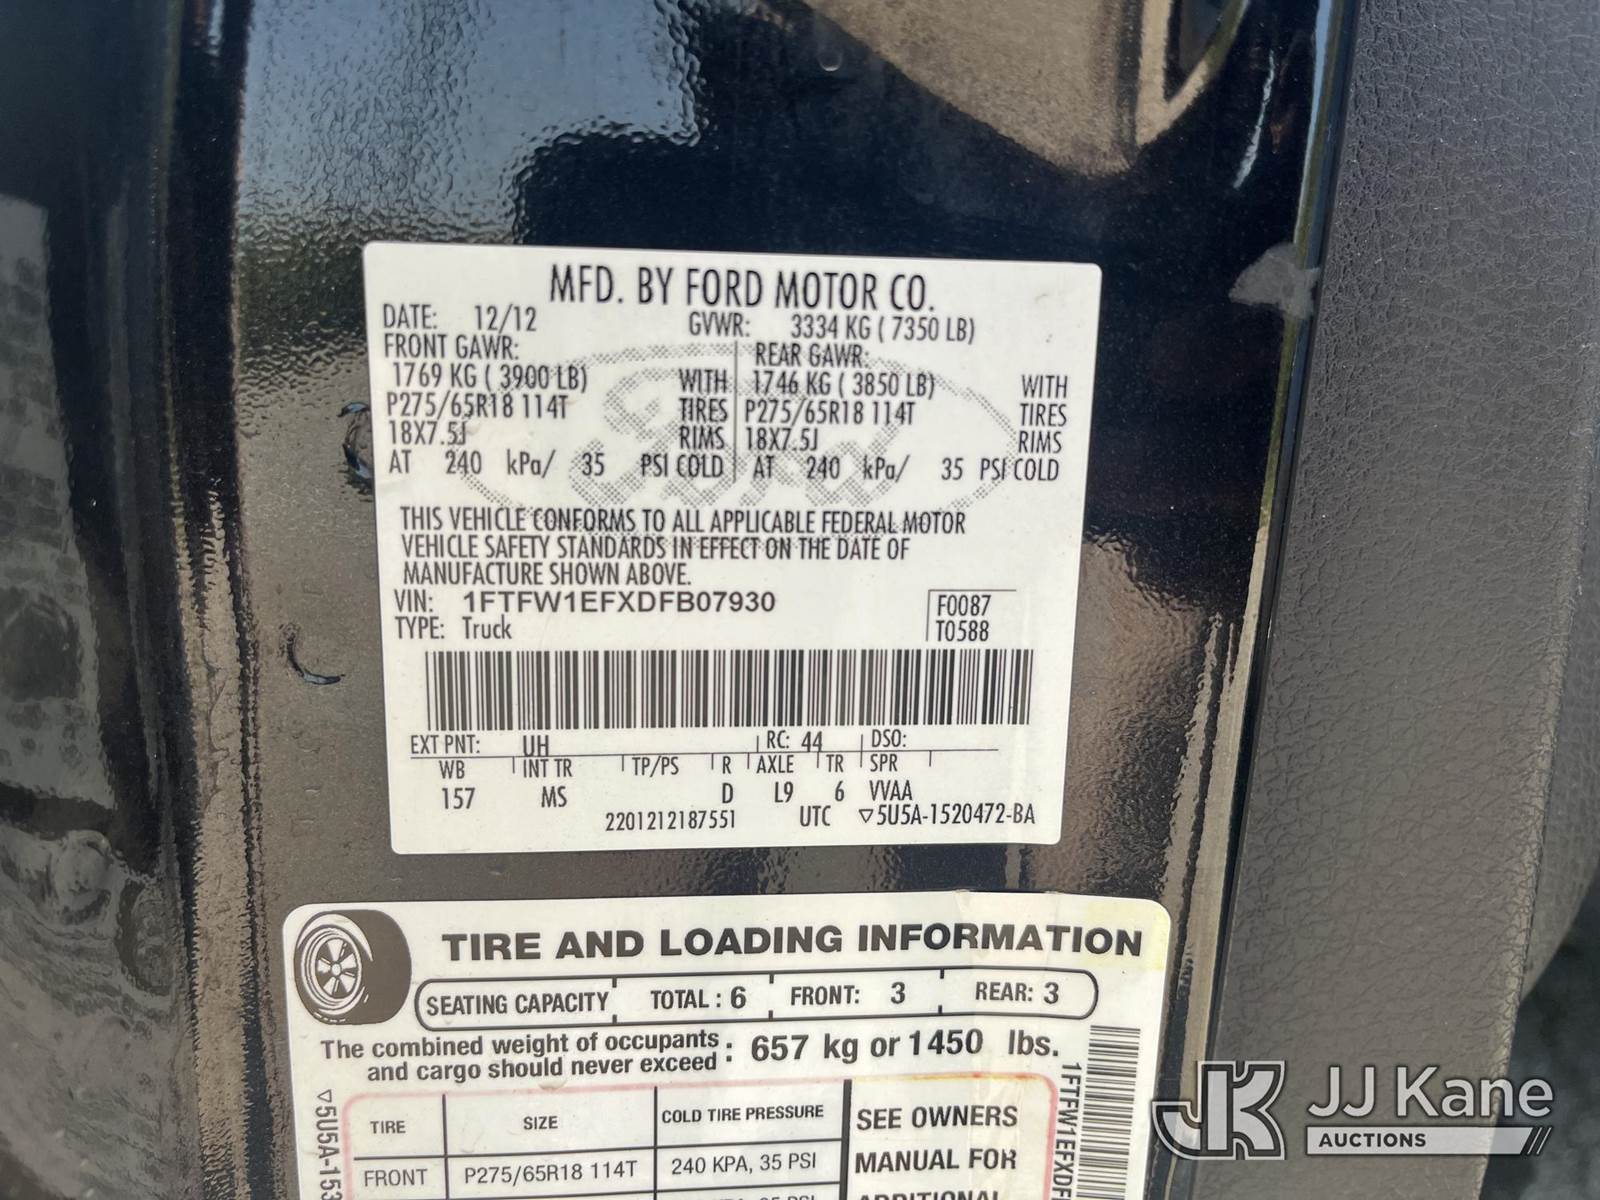 MFD. BY FORD MOTOR CO.
DATE: 12/12 GVWR: 3334 KG ( 7350 LB)
FRONT GAWR: REAR GAWR:
1769 KG ( 3900 LB) WITH 1746 KG ( 3850 LB) WITH
P275/65R18 114T TIRES P275/65R18 114T TIRES
18X7.5J RIMS 18X7.5J RIMS
AT 240 kPa/ 35 PSI COLD AT 240 kPa/ 35 PSI COLD
Ford
THIS VEHICLE CONFORMS TO ALL APPLICABLE FEDERAL MOTOR
VEHICLE SAFETY STANDARDS IN EFFECT ON THE DATE OF
MANUFACTURE SHOWN ABOVE.
VIN: 1FTFW1EFXDFB07930 F0087
TYPE: Truck T0588
EXT PNT: UH RC: 44 DSO:
WB INT TR TP/PS R AXLE TR SPR
157 MS D L9 6 VVAA
2201212187551 UTC ▽5U5A-1520472-BA
TIRE AND LOADING INFORMATION
SEATING CAPACITY TOTAL : 6 FRONT: 3 REAR: 3
The combined weight of occupants
and cargo should never exceed : 657 kg or 1450 lbs.
TIRE SIZE COLD TIRE PRESSURE SEE OWNERS
FRONT P275/65R18 114T 240 KPA, 35 PSI MANUAL FOR
ADDITIONAL
▽5U5A-153
1FTFW1EFXDF
JK JJ Kane
AUCTIONS